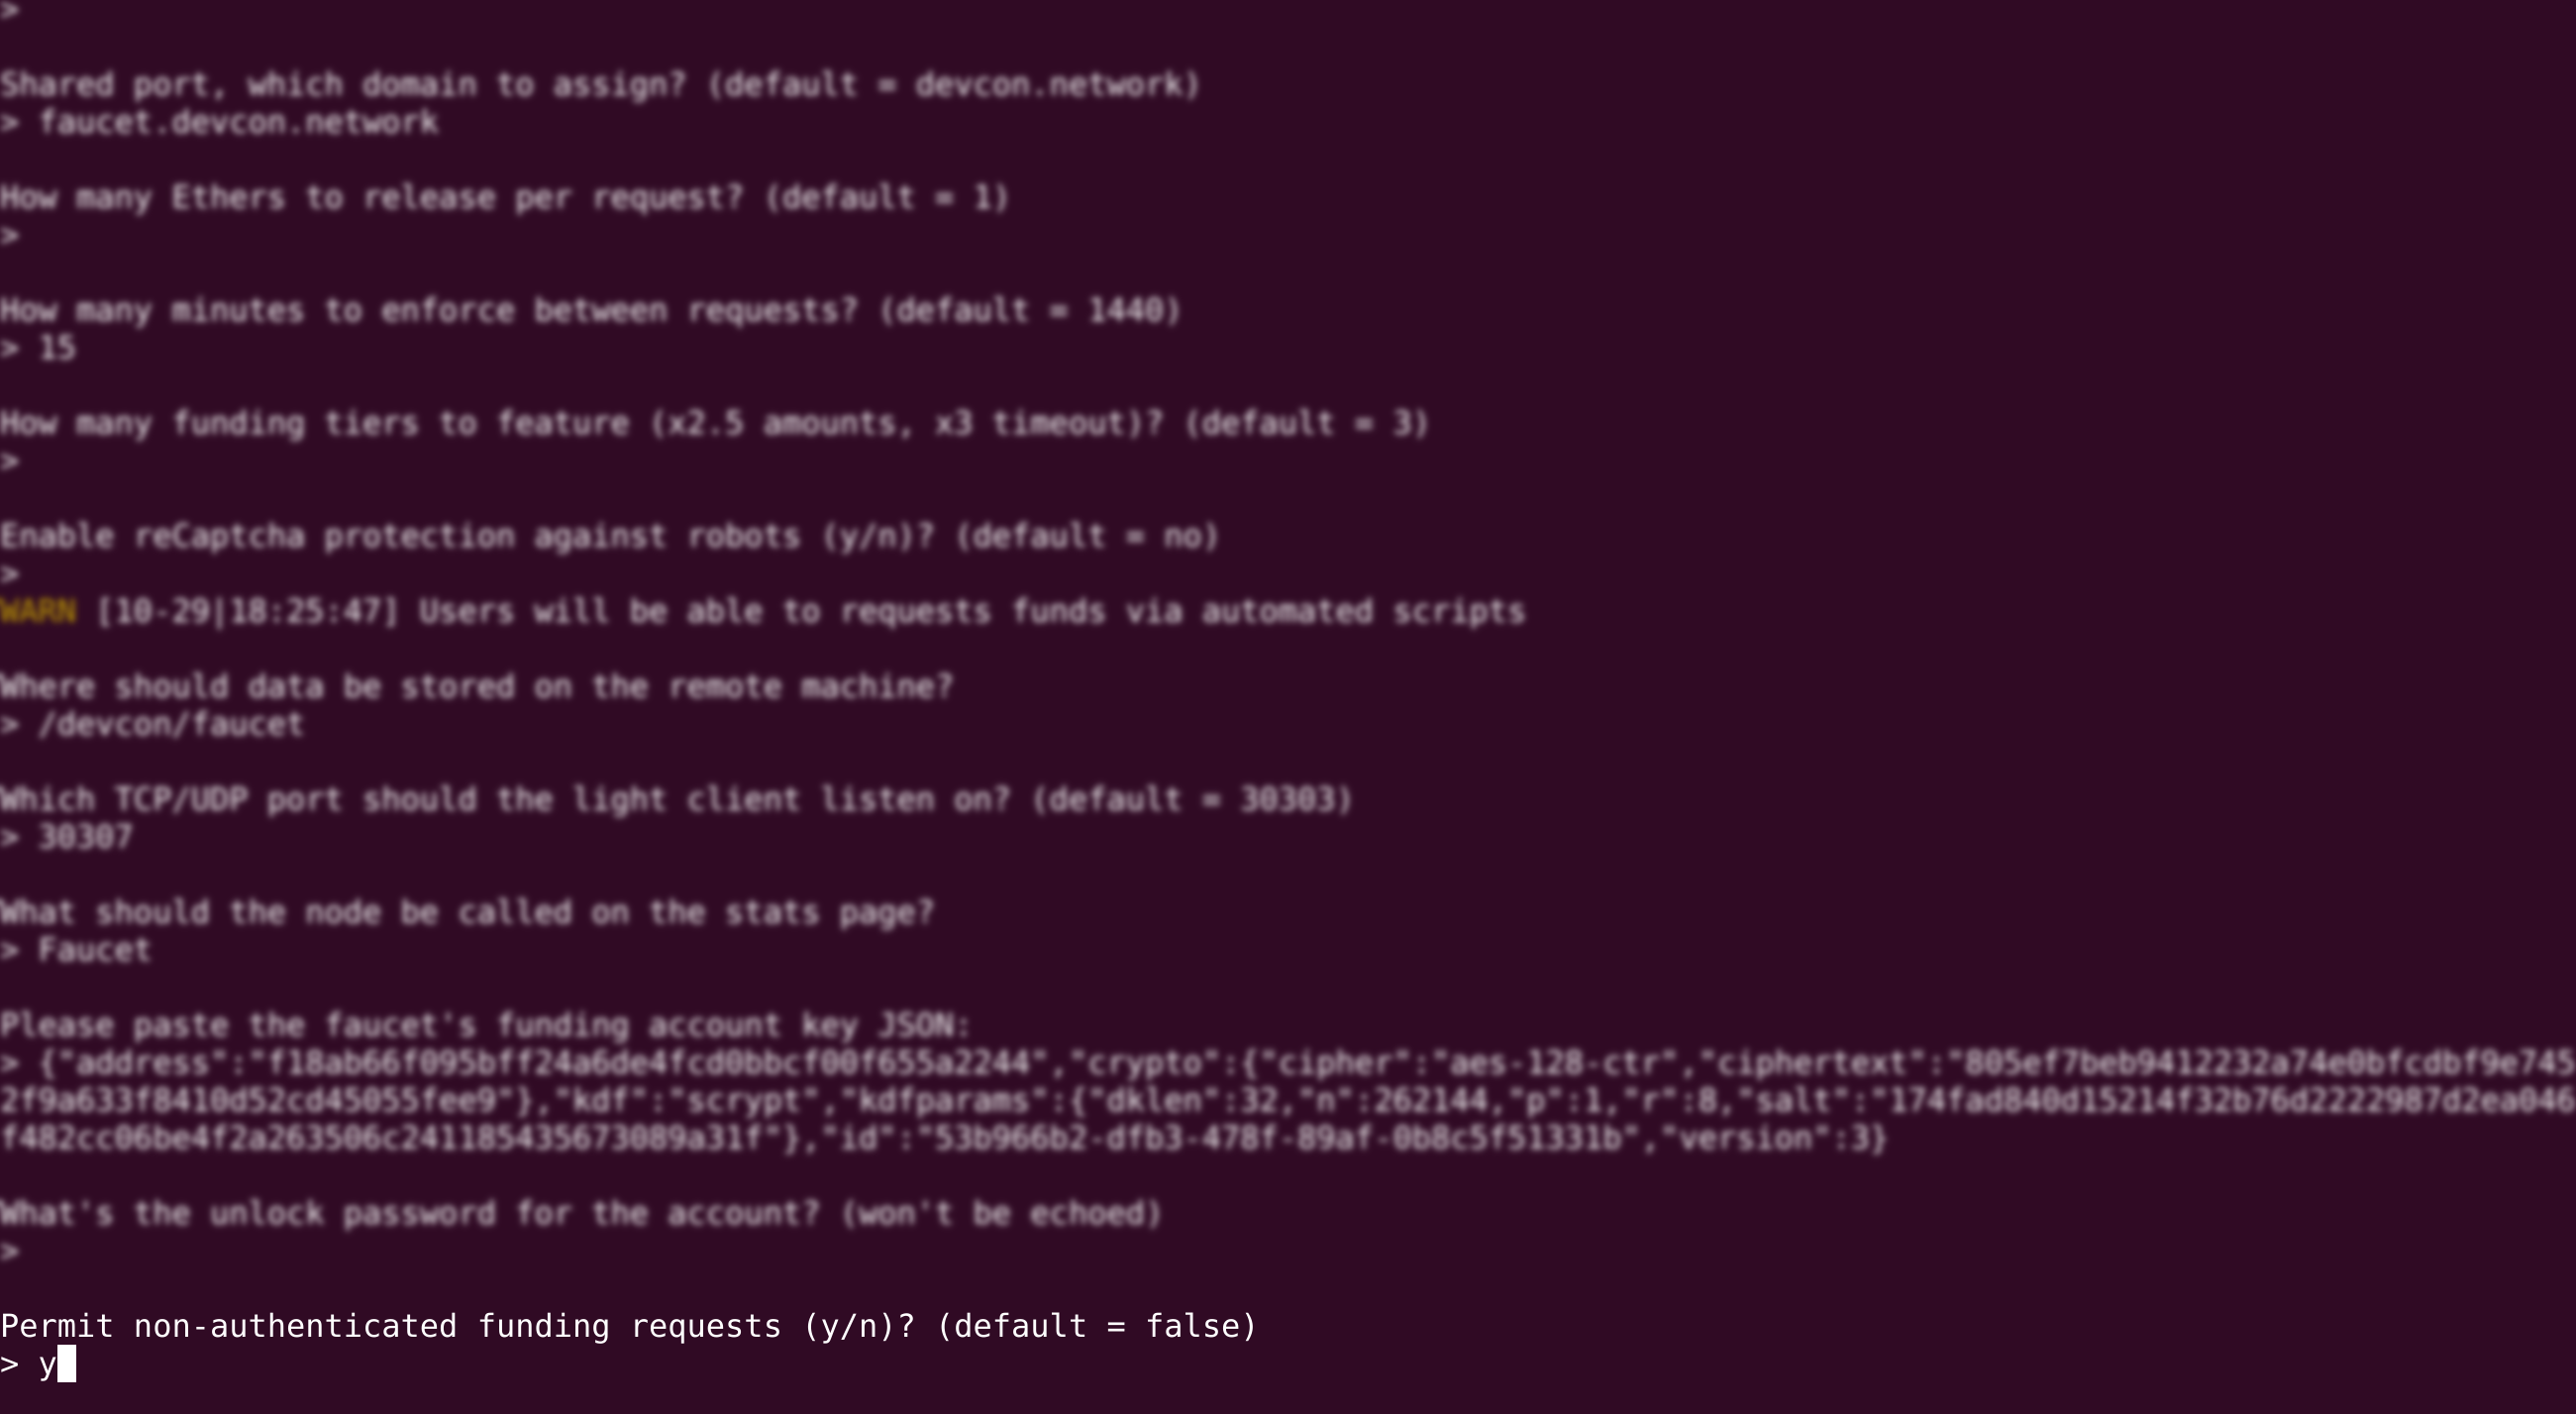 >
Shared port, which domain to assign? (default = devcon.network)
> faucet.devcon.network
How many Ethers to release per request? (default = 1)
>
How many minutes to enforce between requests? (default = 1440)
> 15
How many funding tiers to feature (x2.5 amounts, x3 timeout)? (default = 3)
>
Enable reCaptcha protection against robots (y/n)? (default = no)
>
WARN [10-29|18:25:47] Users will be able to requests funds via automated scripts
Where should data be stored on the remote machine?
> /devcon/faucet
Which TCP/UDP port should the light client listen on? (default = 30303)
> 30307
What should the node be called on the stats page?
> Faucet
Please paste the faucet's funding account key JSON:
> {"address":"f18ab66f095bff24a6de4fcd0bbcf00f655a2244","crypto":{"cipher":"aes-128-ctr","ciphertext":"805ef7beb9412232a74e0bfcdbf9e745
2f9a633f8410d52cd45055fee9"},"kdf":"scrypt","kdfparams":{"dklen":32,"n":262144,"p":1,"r":8,"salt":"174fad840d15214f32b76d2222987d2ea046
f482cc06be4f2a263506c241185435673089a31f"},"id":"53b966b2-dfb3-478f-89af-0b8c5f51331b","version":3}
What's the unlock password for the account? (won't be echoed)
>
Permit non-authenticated funding requests (y/n)? (default = false)
> y